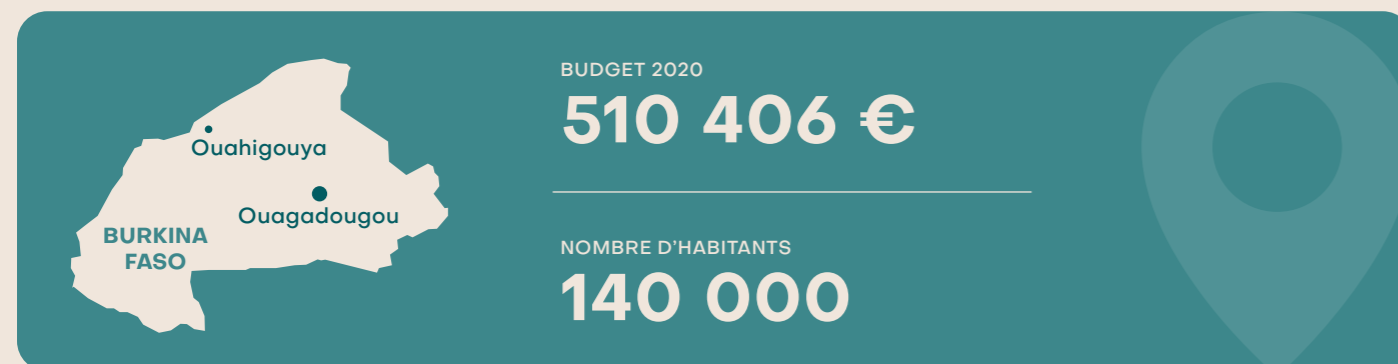 Ouahigouya
Ouagadougou
BURKINA
FASO
BUDGET 2020
510 406 €
NOMBRE D’HABITANTS
140 000